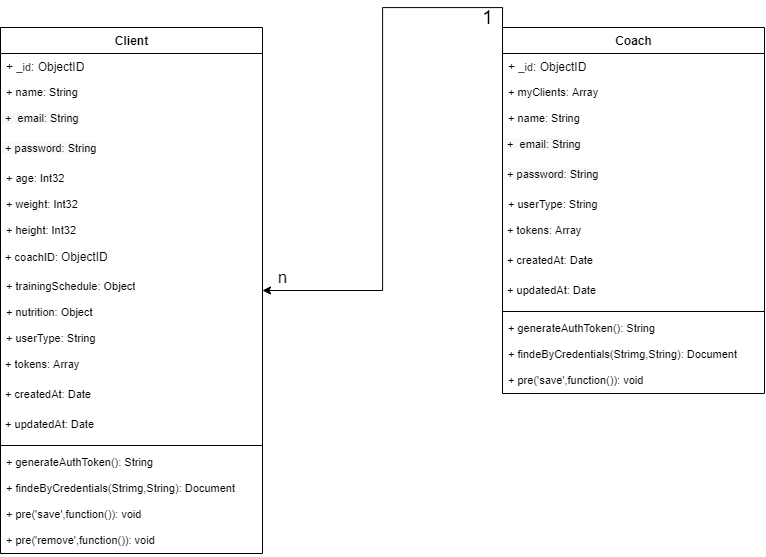 Client
+ _id: ObjectID
+ name: String
+ email: String
+ password: String
+ age: Int32
+ weight: Int32
+ height: Int32
+ coachID: ObjectID
+ trainingSchedule: Object
+ nutrition: Object
+ userType: String
+ tokens: Array
+ createdAt: Date
+ updatedAt: Date
+ generateAuthToken(): String
+ findeByCredentials(Strimg,String): Document
+ pre('save',function()): void
+ pre('remove',function()): void
n
1
Coach
+ _id: ObjectID
+ myClients: Array
+ name: String
+ email: String
+ password: String
+ userType: String
+ tokens: Array
+ createdAt: Date
+ updatedAt: Date
+ generateAuthToken(): String
+ findeByCredentials(Strimg,String): Document
+ pre('save',function()): void